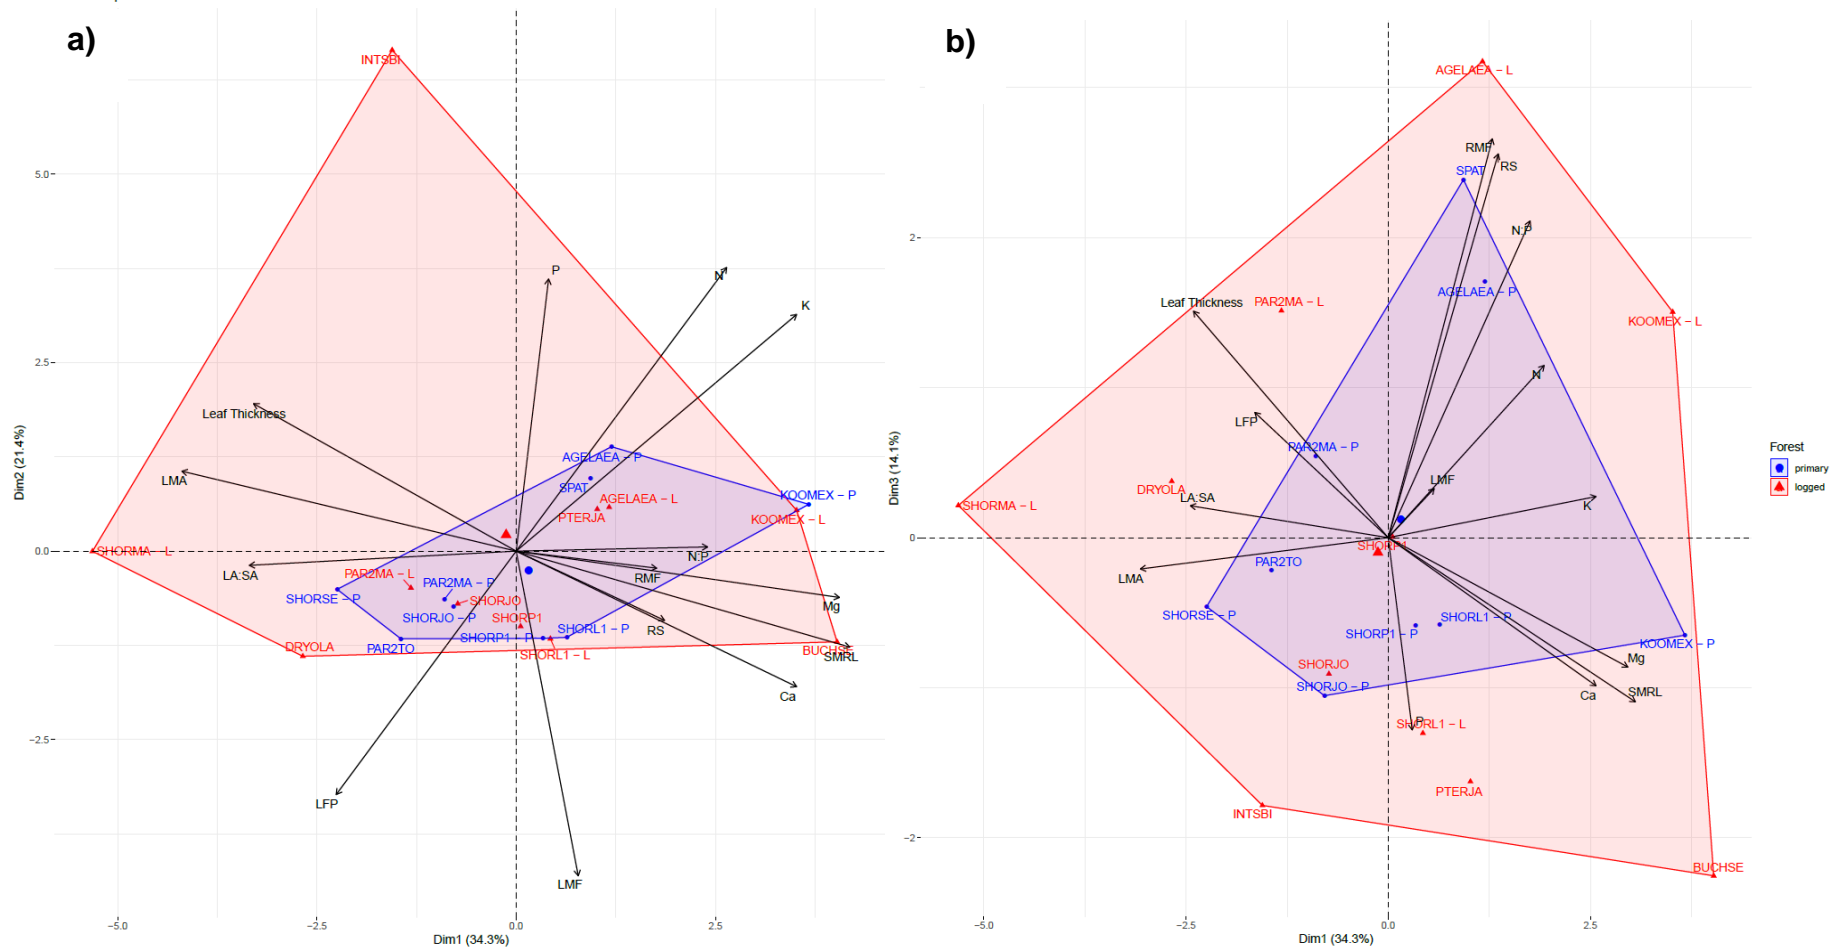 a)
INTSBI
5.0
P
N
K
2.5
Leaf Thickness
LMA
AGELAEA – P
SPAT
AGELAEA – L
PTERJA
KOOMEX – P
KOOMEX – L
0.0
SHORMA – L
N:P
LA:SA
PAR2MA – L
PAR2MA – P
RMF
SHORSE – P
SHORJO
Mg
SHORJO – P
SHORP1
RS
SHORP1 – P
SHORL1 – P
DRYOLA
PAR2TO
SHORL1 – L
BUCHSE
SMRL
Ca
−2.5
LFP
LMF
−5.0
−2.5
0.0
2.5
Dim1 (34.3%)
Dim2 (21.4%)
b)
AGELAEA – L
RMF
RS
SPAT
2
N:P
AGELAEA – P
Leaf Thickness
PAR2MA – L
KOOMEX – L
N
LFP
PAR2MA – P
LMF
DRYOLA
LA:SA
K
SHORMA – L
0
SHORP1
PAR2TO
LMA
SHORSE – P
SHORP1 – P
SHORL1 – P
KOOMEX – P
Mg
SHORJO
SHORJO – P
Ca
SMRL
P
SHORL1 – L
PTERJA
INTSBI
−2
BUCHSE
−5.0
−2.5
0.0
2.5
Dim1 (34.3%)
Dim3 (14.1%)
Forest
primary
logged